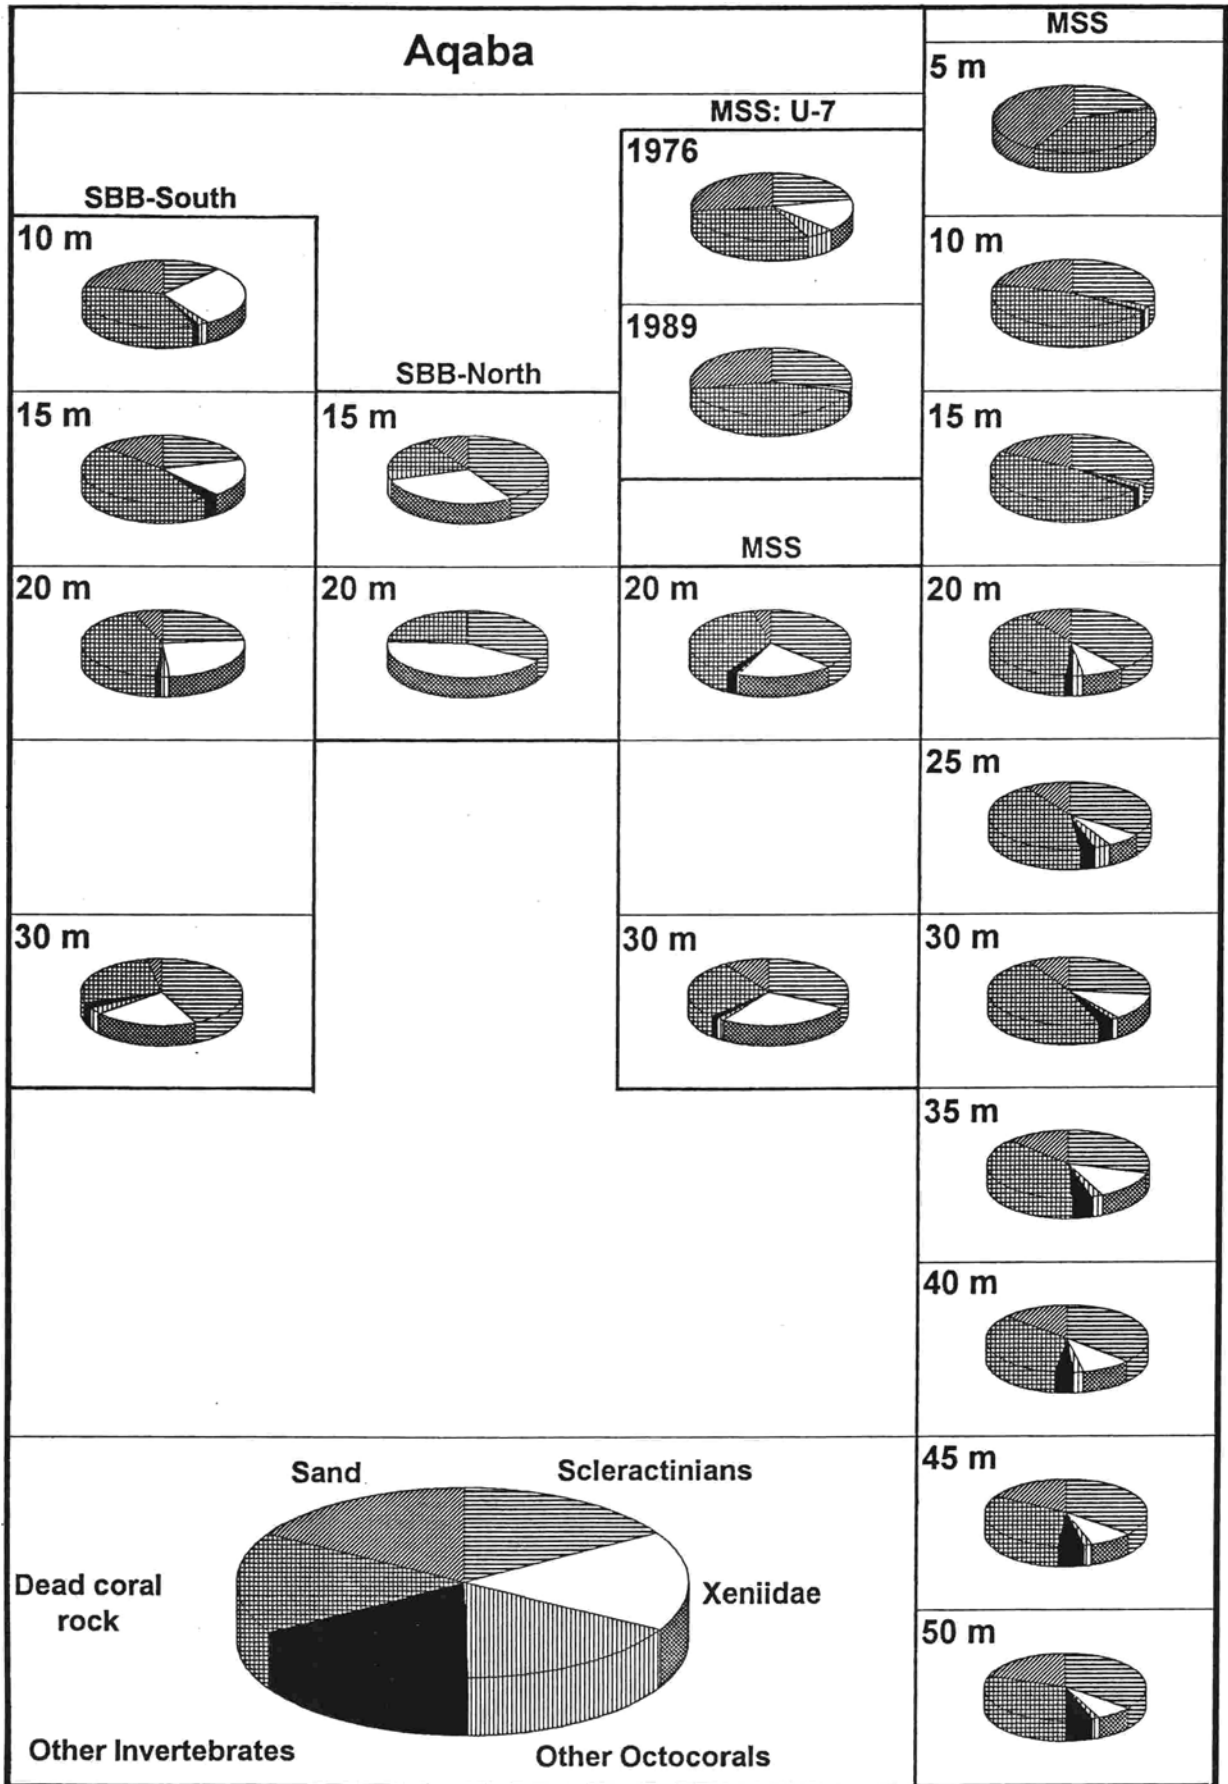 Aqaba
MSS
5 m
MSS: U-7
1976
SBB-South
10 m
10 m
1989
SBB-North
15 m
15 m
15 m
MSS
20 m
20 m
20 m
20 m
25 m
30 m
30 m
30 m
35 m
40 m
45 m
Sand
Scleractinians
Dead coral
rock
Xeniidae
50 m
Other Invertebrates
Other Octocorals